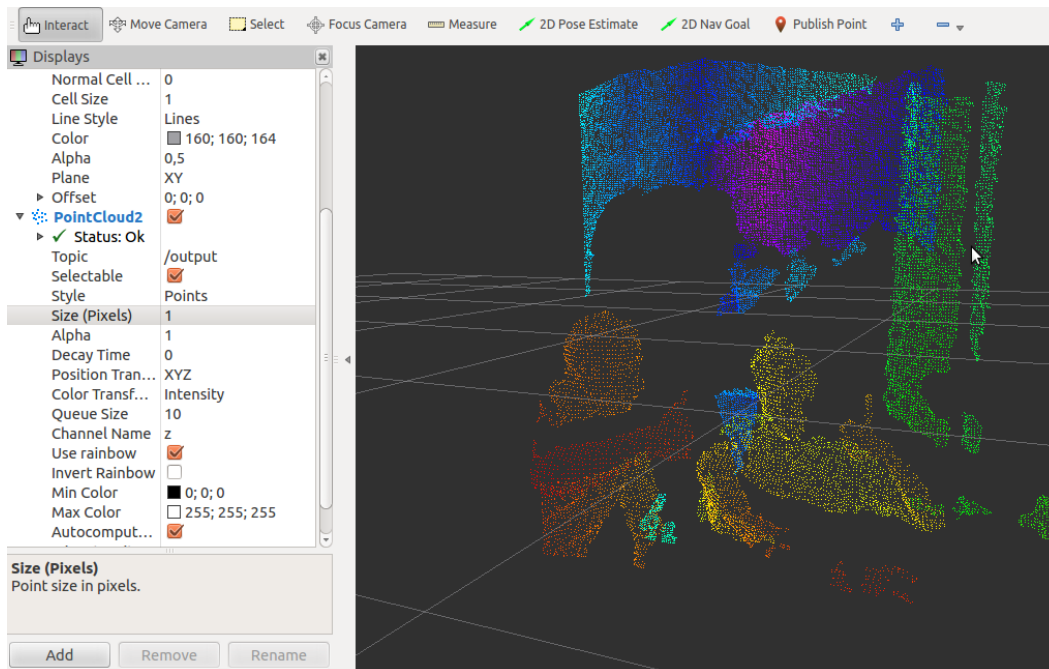 Interact Move Camera Select Focus Camera Measure 2D Pose Estimate 2D Nav Goal Publish Point
Displays
Normal Cell ... 0
Cell Size 1
Line Style Lines
Color 160; 160; 164
Alpha 0,5
Plane XY
Offset 0; 0; 0
PointCloud2
Status: Ok
Topic /output
Selectable
Style Points
Size (Pixels) 1
Alpha 1
Decay Time 0
Position Tran... XYZ
Color Transf... Intensity
Queue Size 10
Channel Name z
Use rainbow
Invert Rainbow
Min Color 0; 0; 0
Max Color 255; 255; 255
Autocomput...
Size (Pixels)
Point size in pixels.
Add Remove Rename